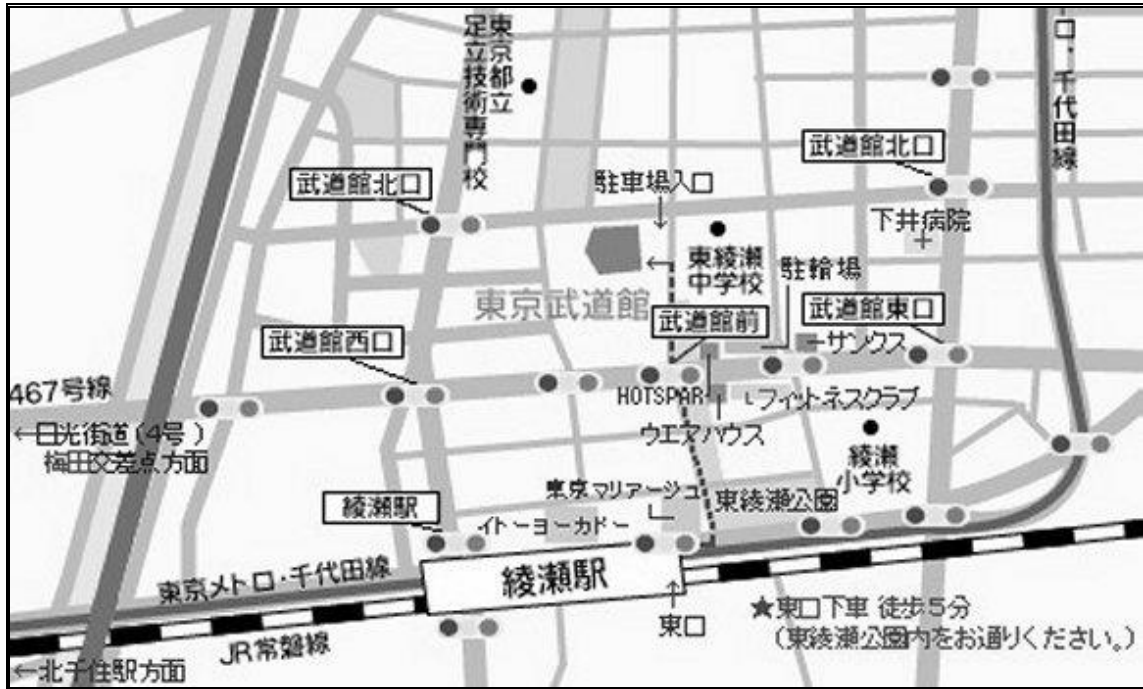 東京都立
足立技術専門校
ロ・千代田線
武道館北口
武道館北口
駐車場入口
下井病院
東綾瀬
中学校
駐輪場
東京武道館
武道館前
武道館東口
武道館西口
サンクス
467号線
HOTSPAR
フィットネスクラブ
ウエアハウス
←日光街道(4号)
梅田交差点方面
綾瀬
小学校
東京マリアージュ
東綾瀬公園
綾瀬駅
イトーヨーカドー
綾瀬駅
東京メトロ・千代田線
東口
★東口下車 徒歩5分
(東綾瀬公園内をお通りください。)
JR常磐線
←北千住駅方面